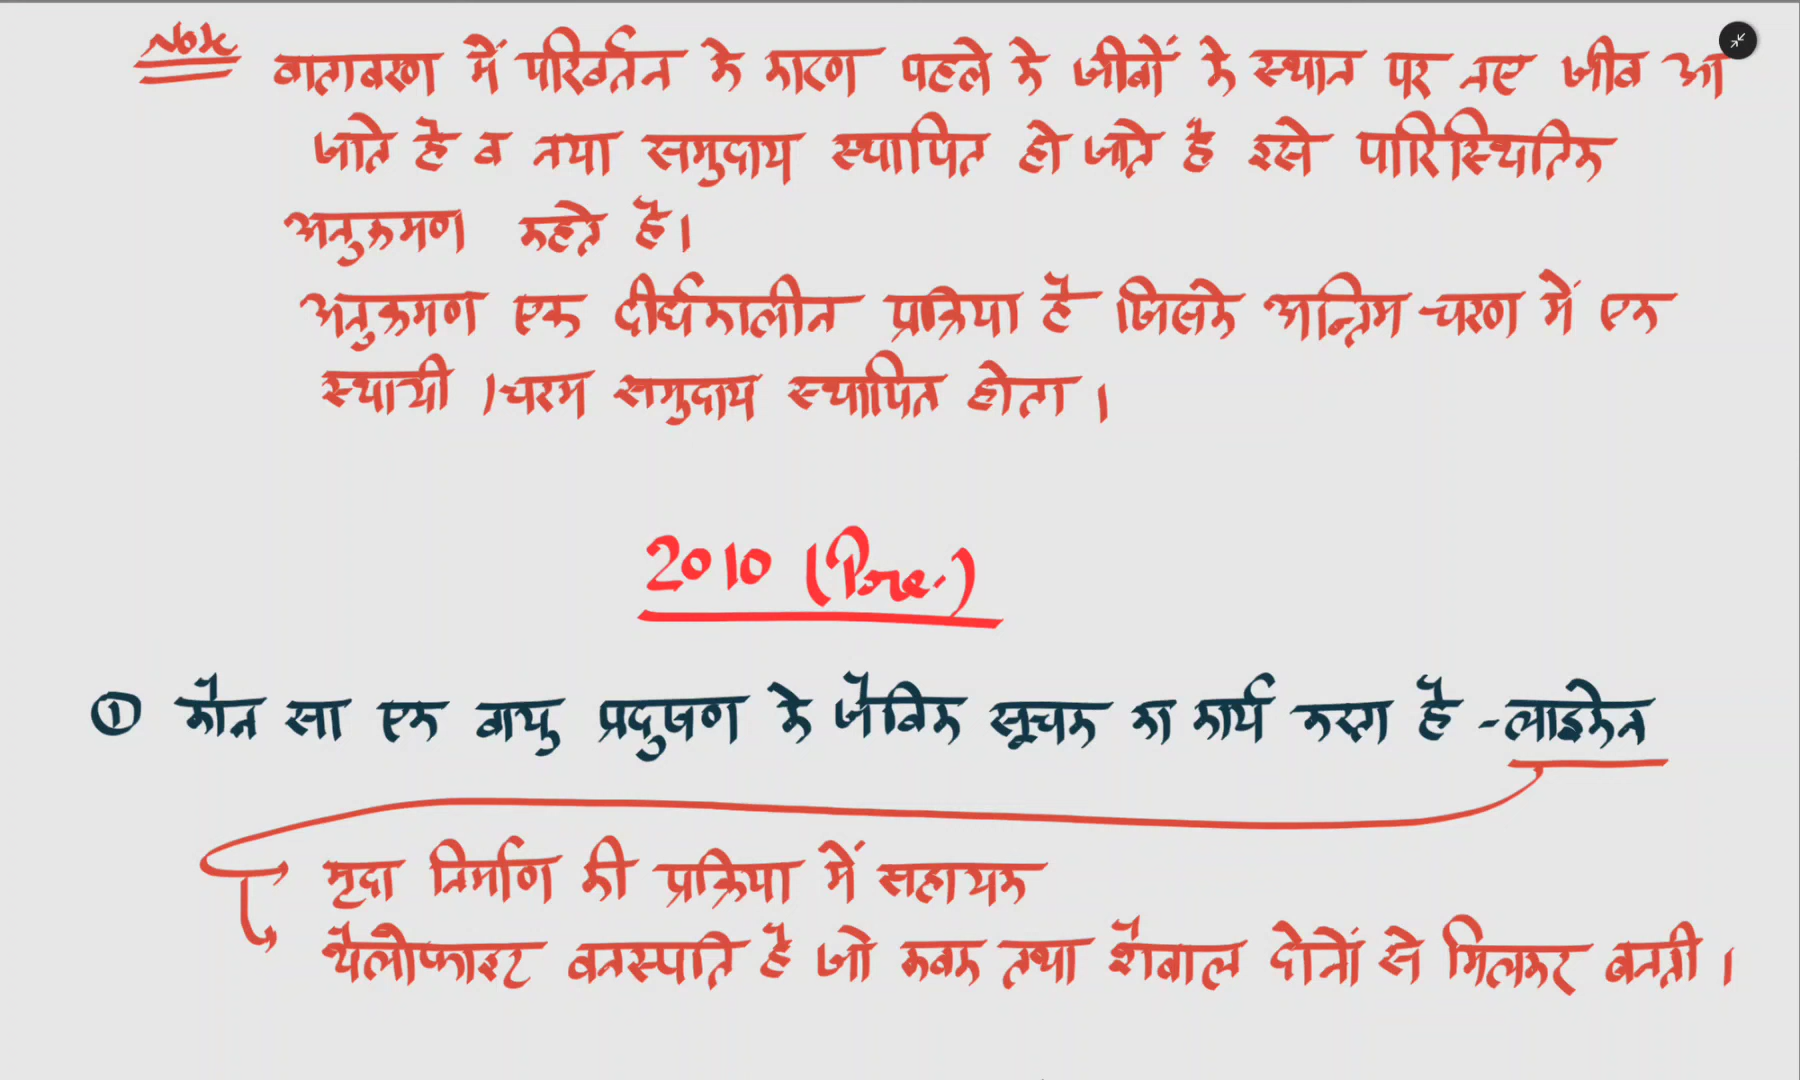 Note वातावरण में परिवर्तन के कारण पहले के जीवों के स्थान पर नए जीव आ
जाते है व नया समुदाय स्थापित हो जाते है इसे पारिस्थितिक
अनुक्रमण कहते है।
अनुक्रमण एक दीर्घकालीन प्रक्रिया है जिसके अन्तिम चरण में एक
स्थायी / चरम समुदाय स्थापित होता।
2010 (Pre.)
① कौन सा एक वायु प्रदुषण के जैविक सूचक का कार्य करता है - लाइकेन
मृदा निर्माण की प्रक्रिया में सहायक
थैलोफाइट वनस्पति है जो कवक तथा शैवाल दोनों से मिलकर बनती।